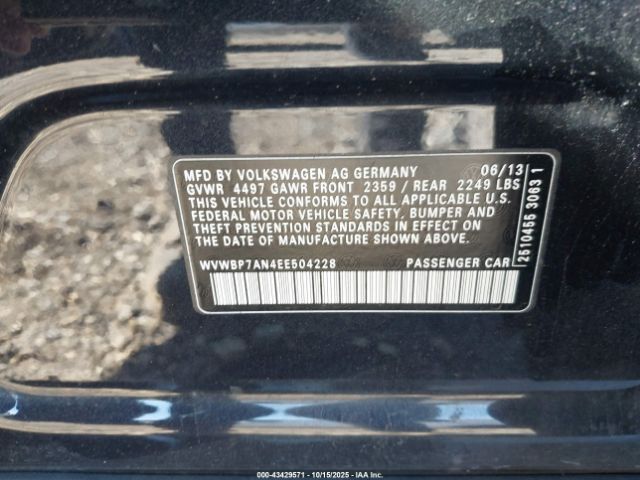 MFD BY VOLKSWAGEN AG GERMANY 06/13
GVWR 4497 GAWR FRONT 2359 / REAR 2249 LBS
THIS VEHICLE CONFORMS TO ALL APPLICABLE U.S.
FEDERAL MOTOR VEHICLE SAFETY, BUMPER AND
THEFT PREVENTION STANDARDS IN EFFECT ON
THE DATE OF MANUFACTURE SHOWN ABOVE.
WVWBP7AN4EE504228 PASSENGER CAR
2510455 3063 1
000-43429571 - 10/15/2025 - IAA Inc.